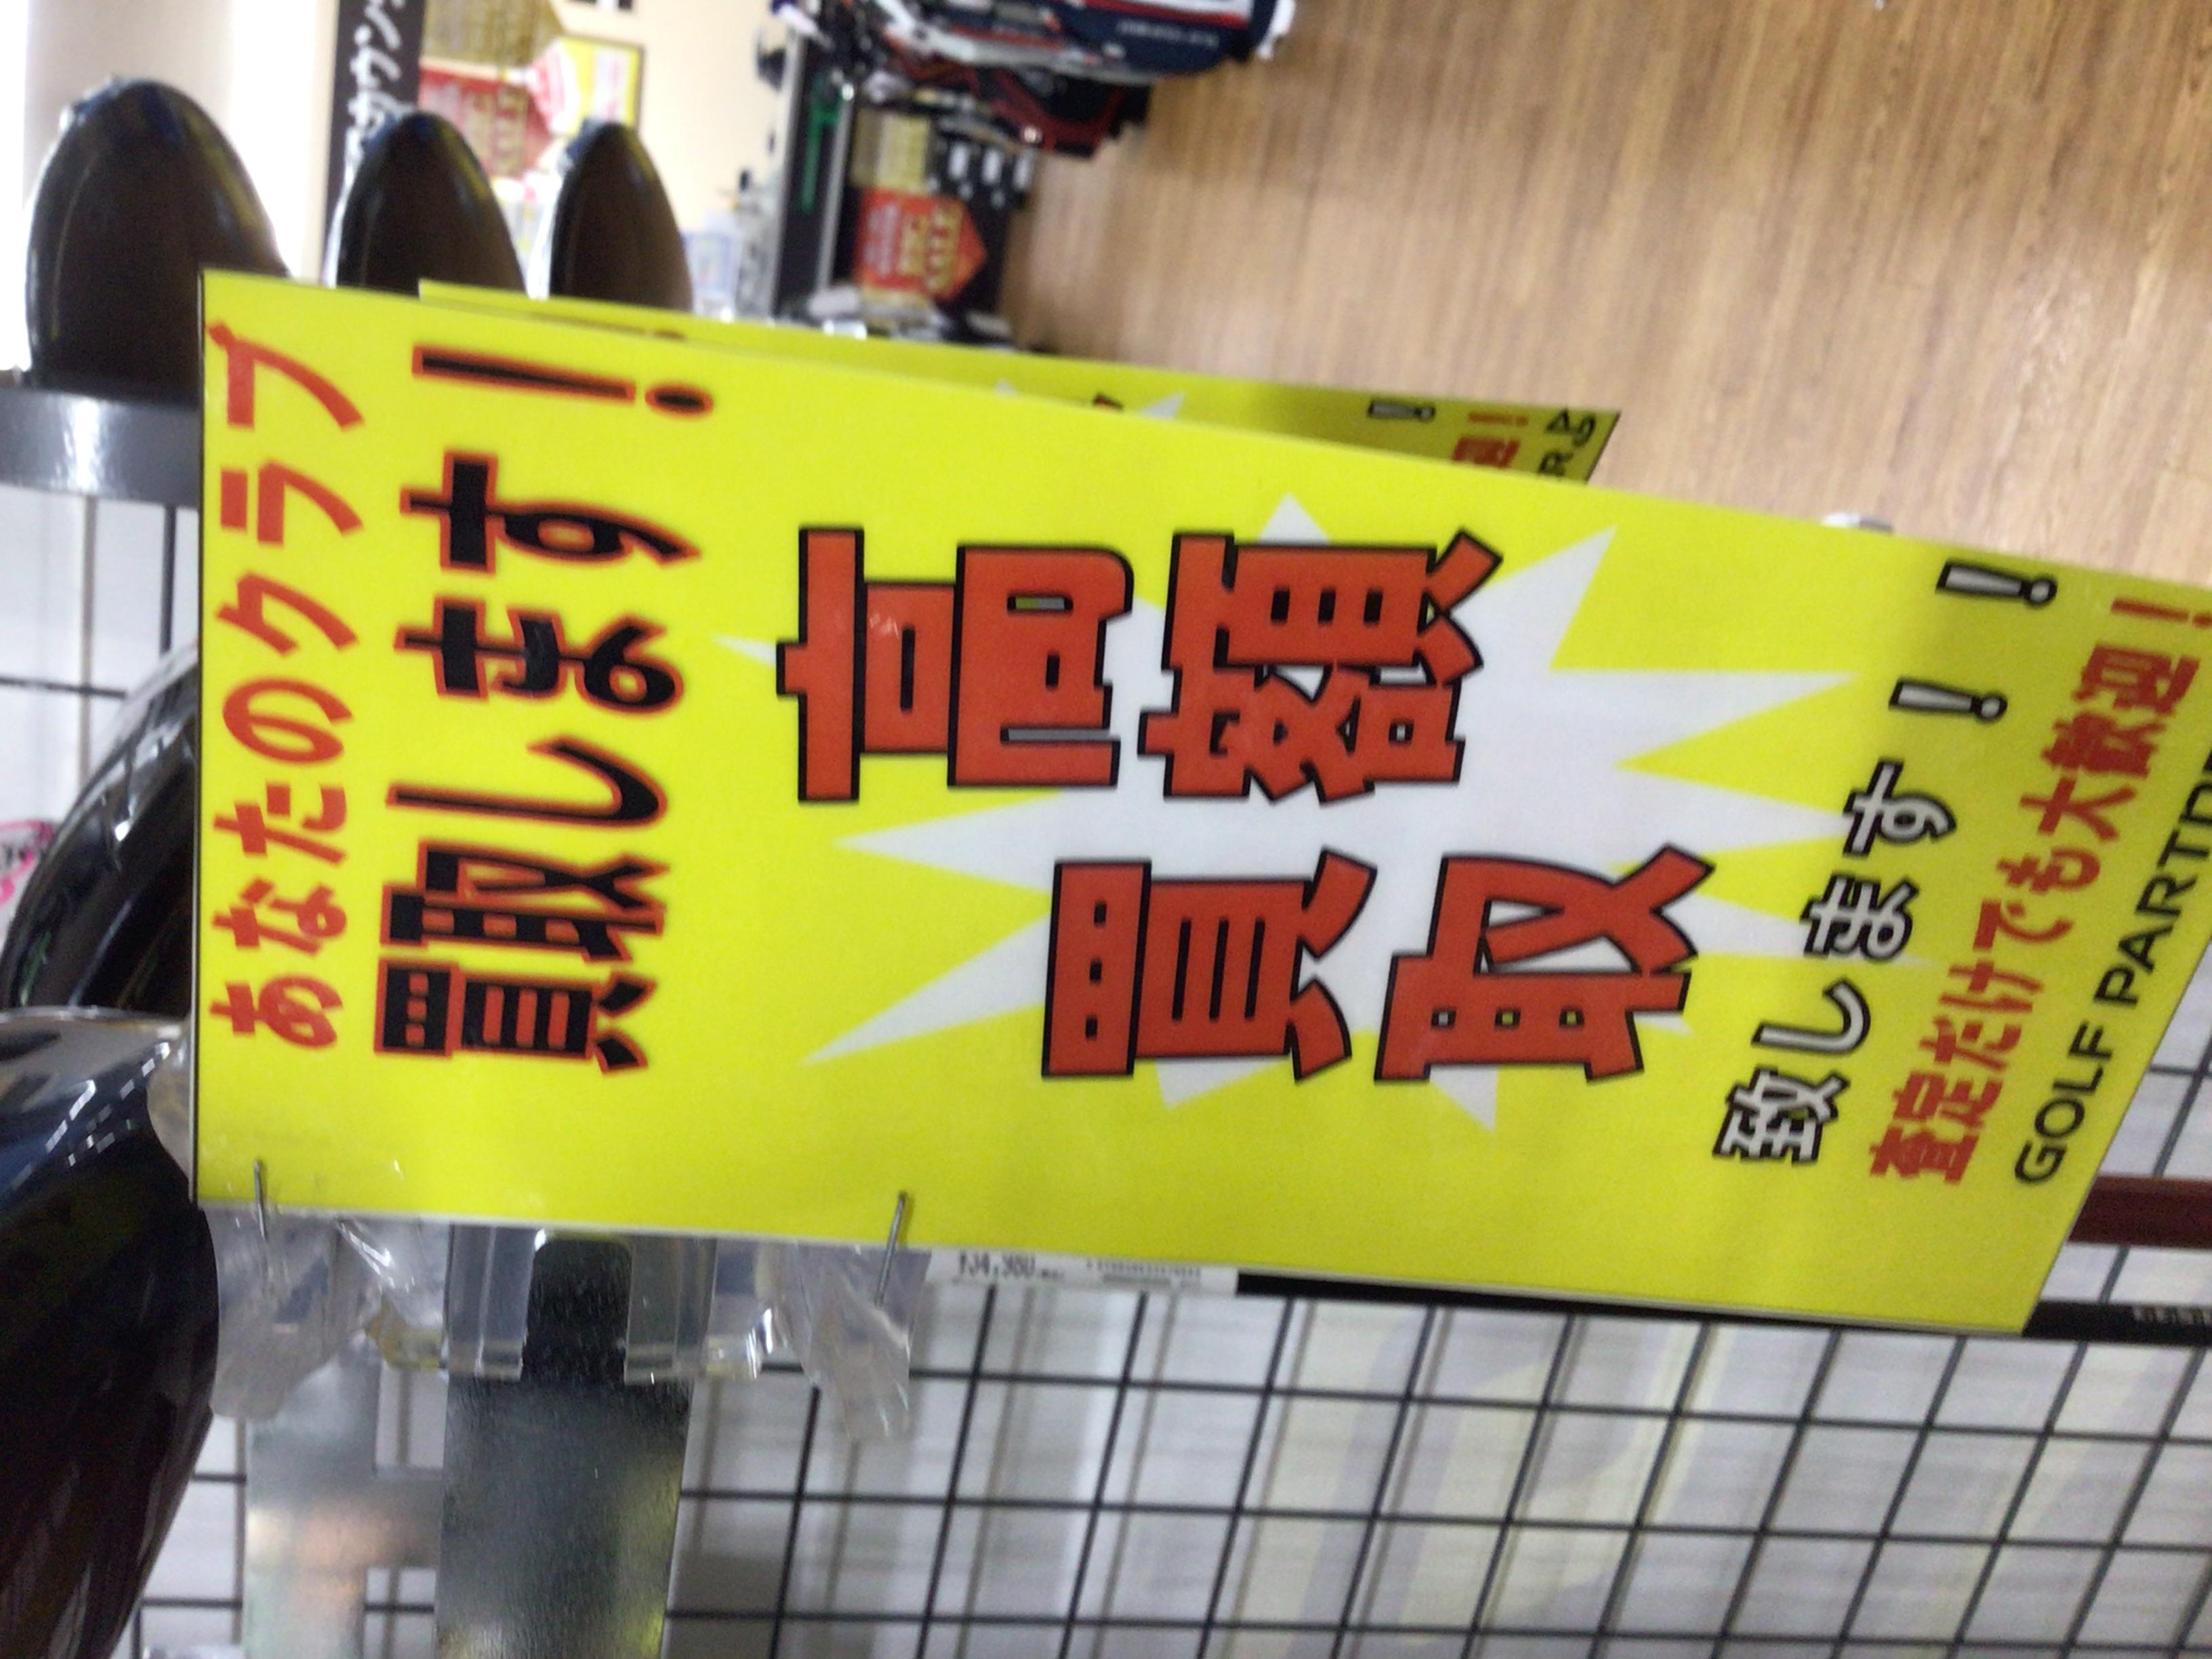 あなたのクラブ
買取します!
高額
買取
致します!!
査定だけでも大歓迎!
GOLF PARTNER